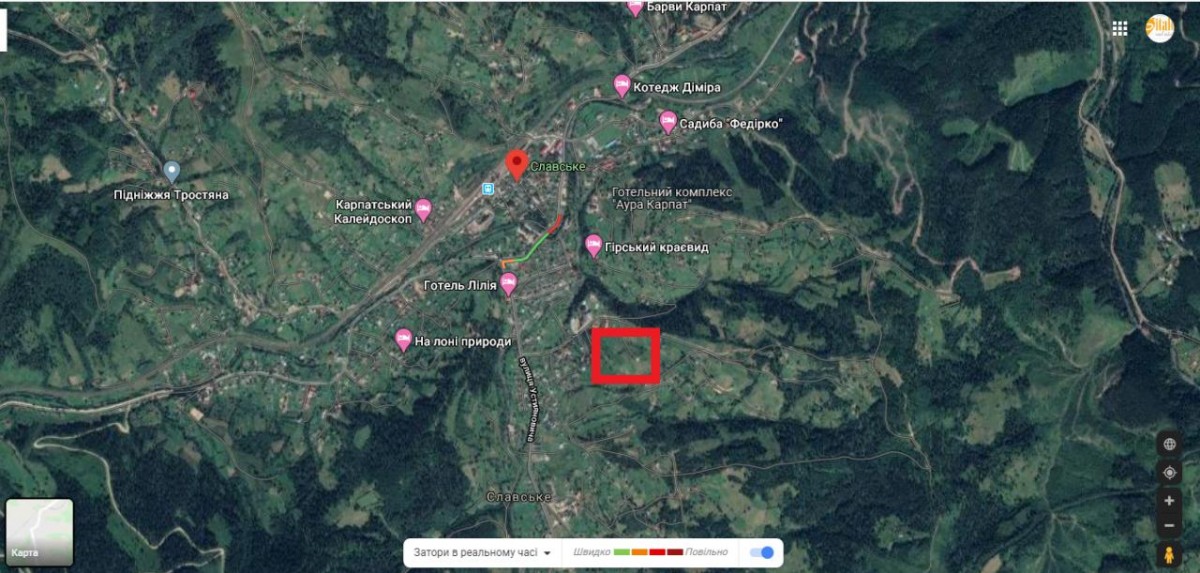 Барви Карпат
Котедж Діміра
Садиба "Федірко"
Славське
Підніжжя Тростяна
Готельний комплекс
"Аура Карпат"
Карпатський
Калейдоскоп
Гірський краєвид
Готель Лілія
На лоні природи
вулиця Устияновича
Славське
Карта
Затори в реальному часі
Швидко
Повільно